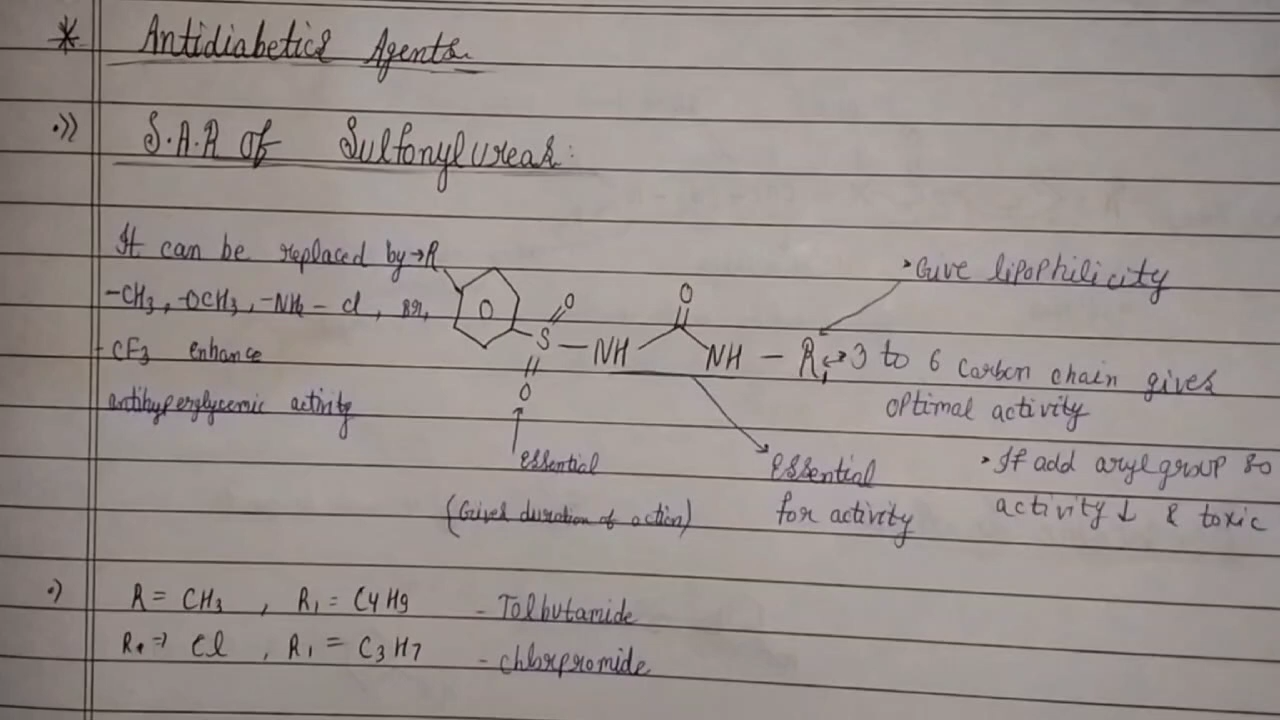 * Antidiabetics Agents
•)) S.A.R of Sulfonylureas:
It can be replaced by → R
-CH3, -OCH3, -NH2 - Cl, Br,
- CF3 enhance
antihyperglycemic activity
O
O
S
O
— NH
O
NH — R1
• Give lipophilicity
→ 3 to 6 carbon chain gives
optimal activity
essential
(Gives duration of action)
Essential
for activity
• If add aryl group so
activity ↓ & toxic
•) R = CH3 , R1 = C4H9 - Tolbutamide
R• ⇒ Cl , R1 = C3H7 - chlorpromide